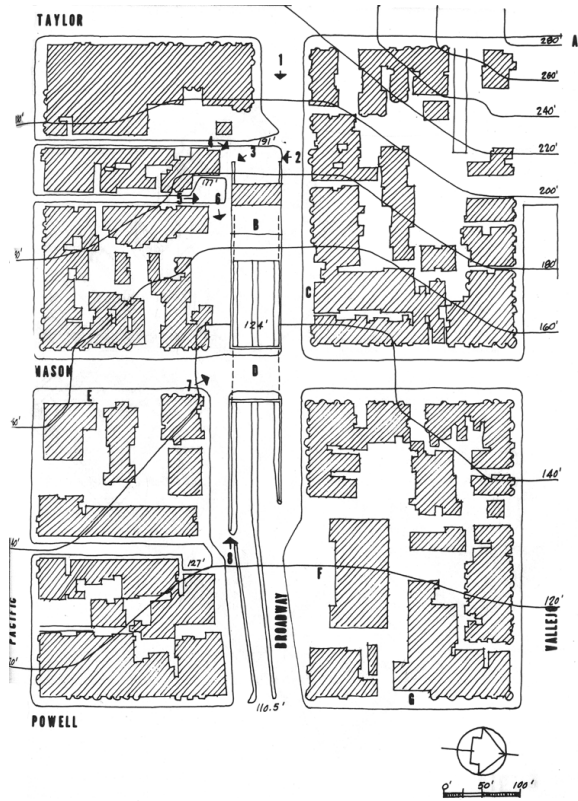 TAYLOR
A
280'
1
260'
240'
4
191'
3
2
220'
177'
200'
5
6
B
180'
C
124'
160'
MASON
D
7
E
140'
8
127'
F
120'
PACIFIC
BROADWAY
VALLEJO
G
110.5'
POWELL
0' 50' 100'